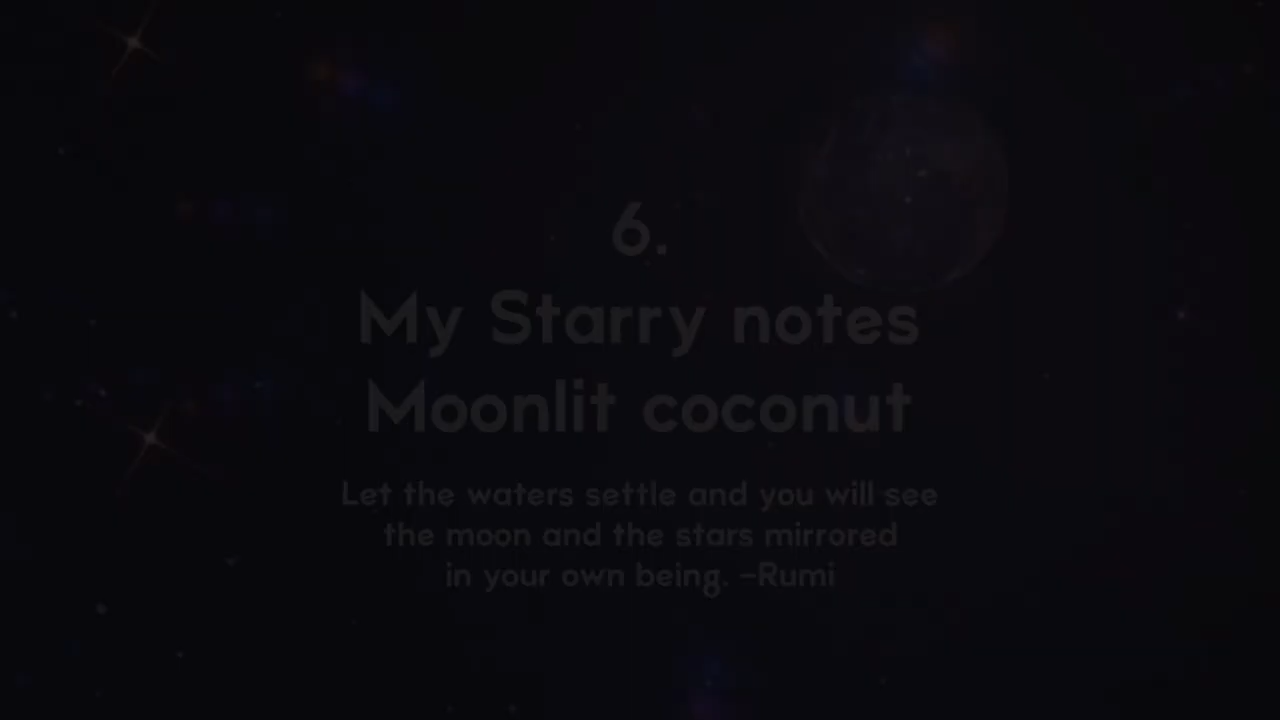 6.
My Starry notes
Moonlit coconut
Let the waters settle and you will see
the moon and the stars mirrored
in your own being. -Rumi